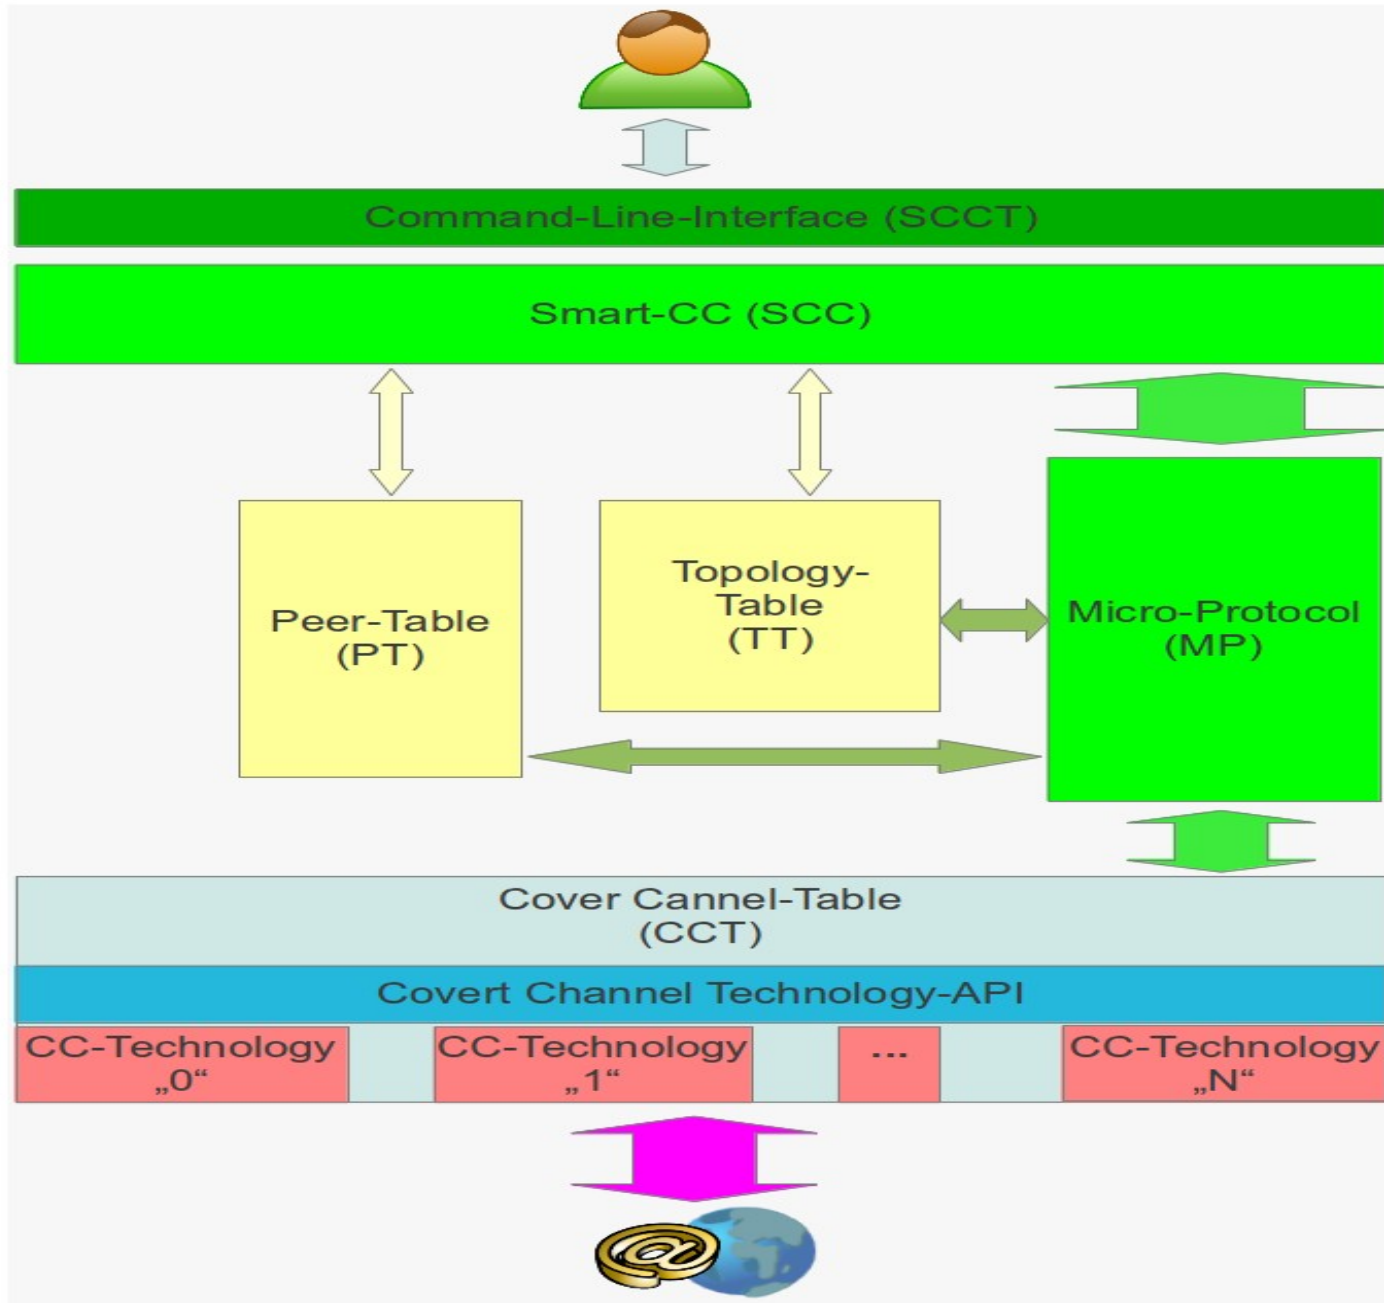 Command-Line-Interface (SCCT)
Smart-CC (SCC)
Peer-Table
(PT)
Topology-
Table
(TT)
Micro-Protocol
(MP)
Cover Cannel-Table
(CCT)
Covert Channel Technology-API
CC-Technology
„0“
CC-Technology
„1“
...
CC-Technology
„N“
@